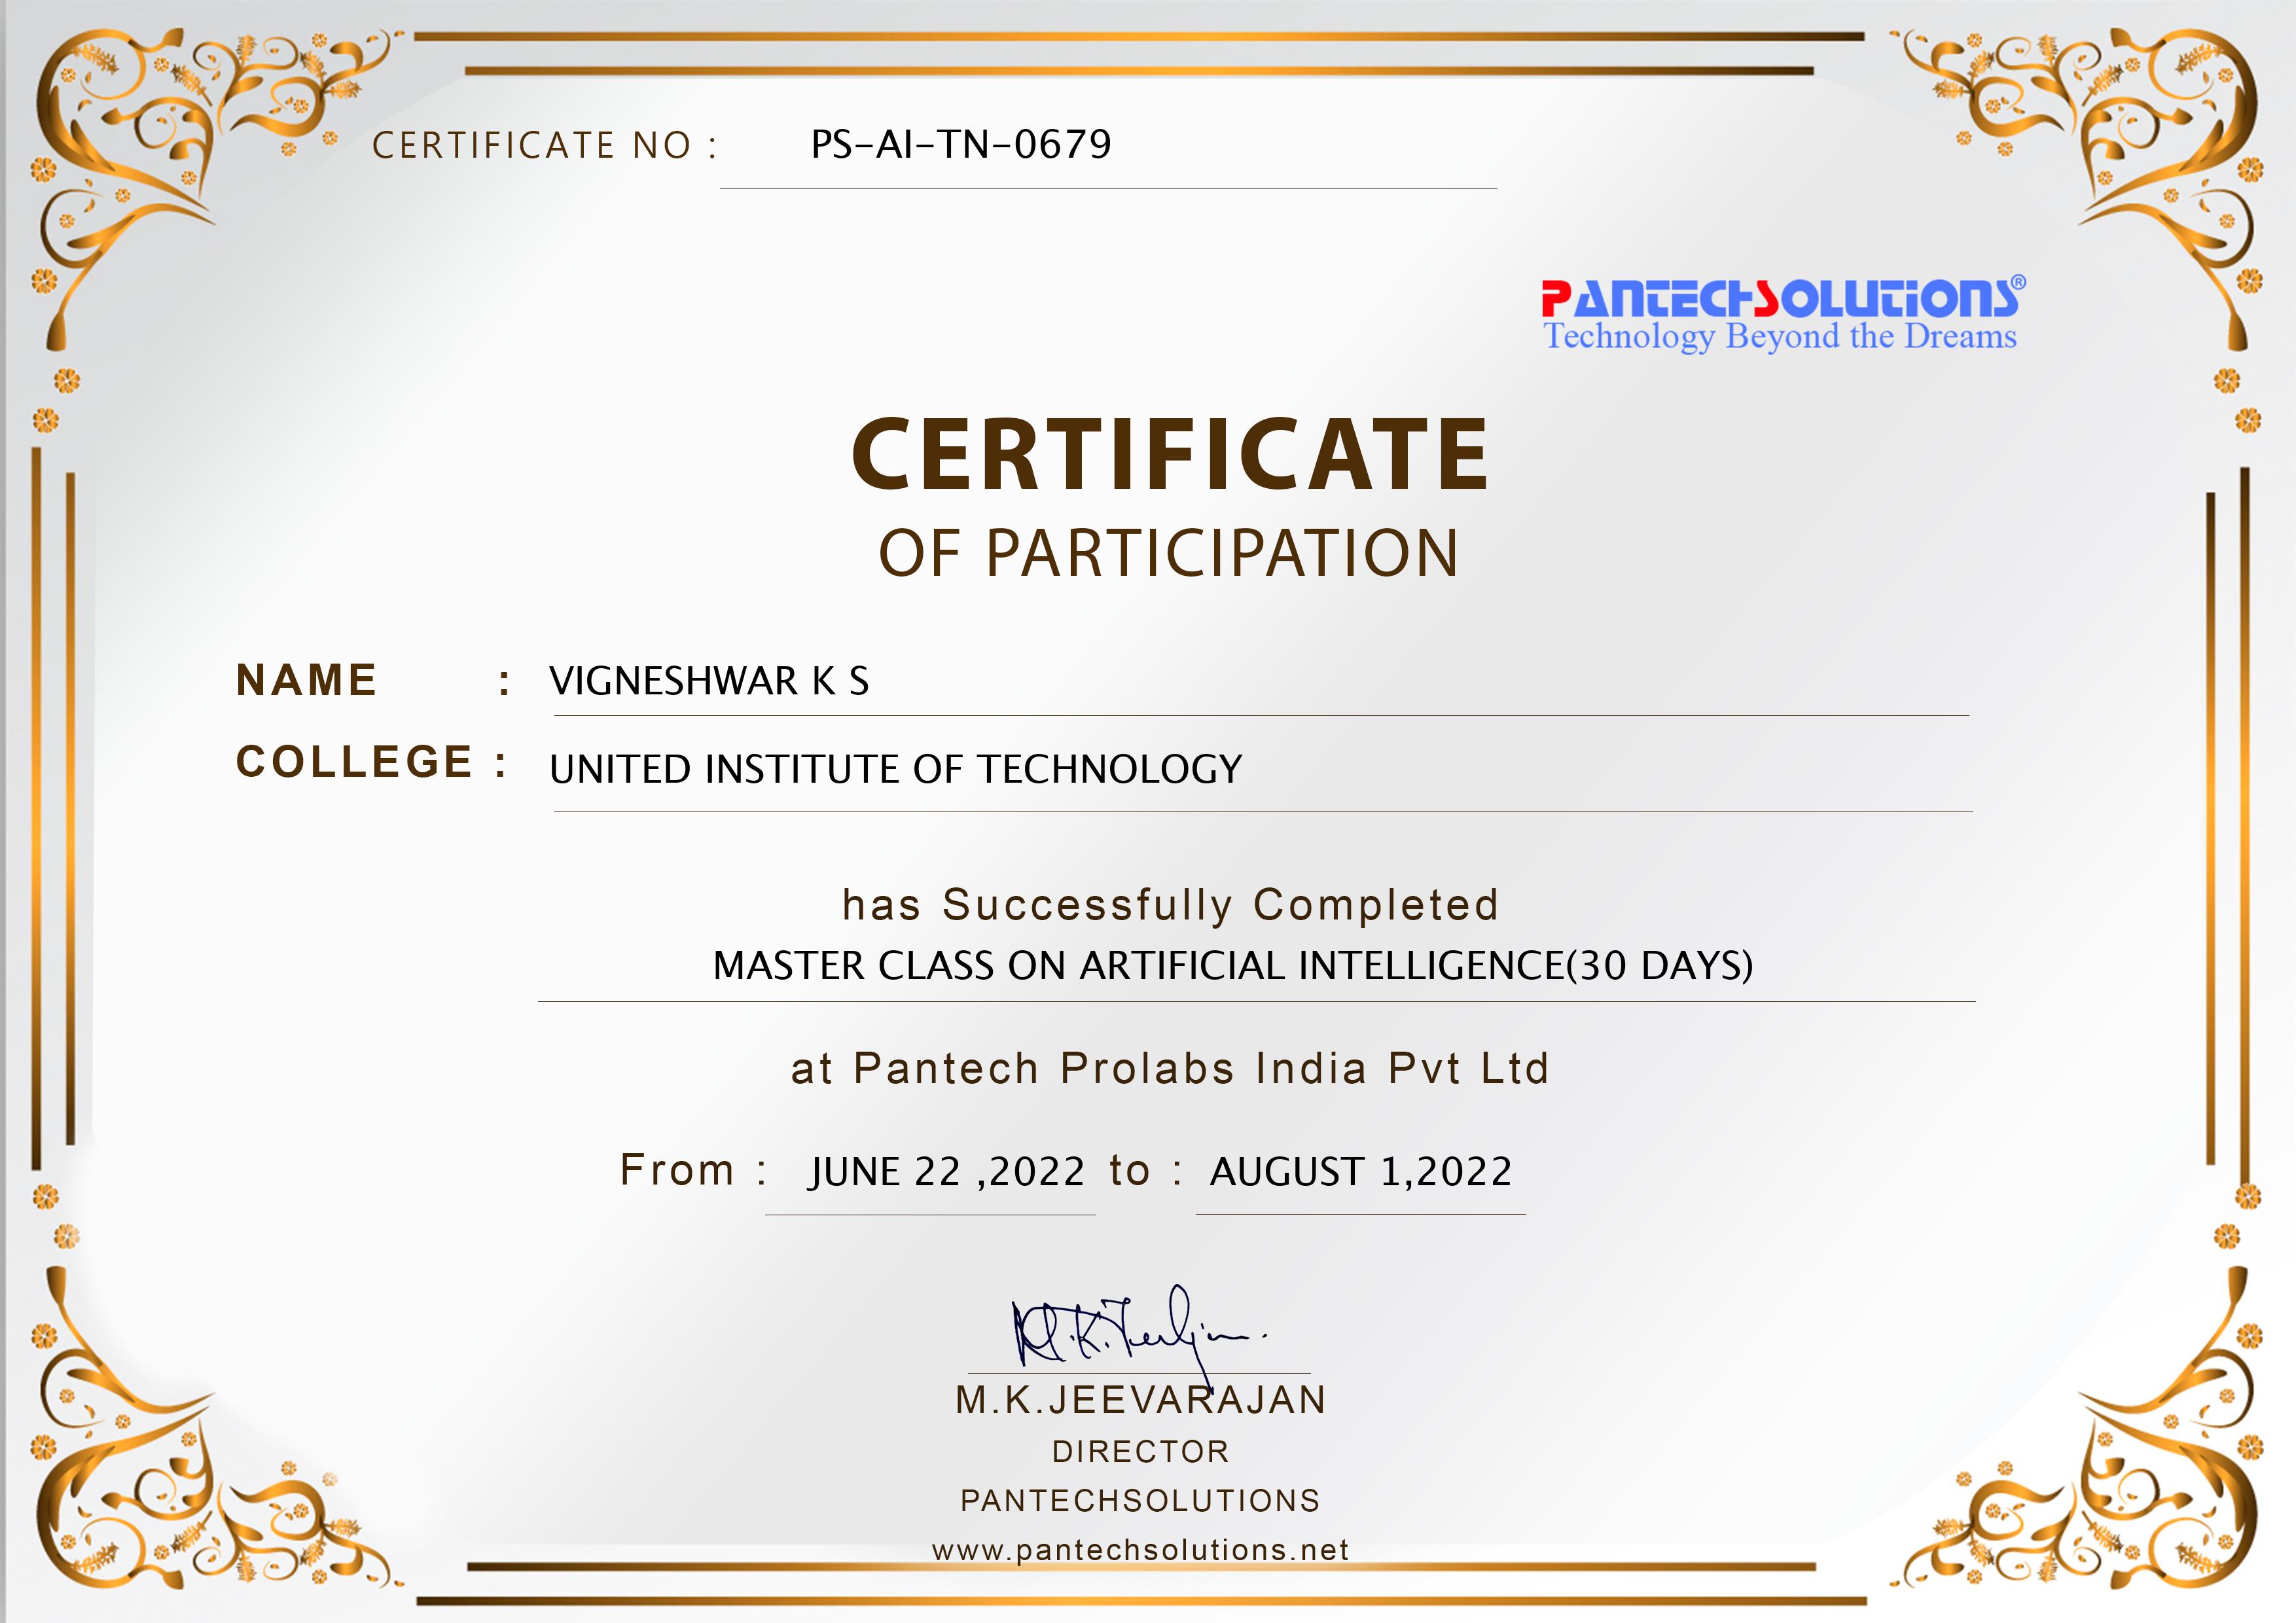 CERTIFICATE NO : PS-AI-TN-0679
PANTECHSOLUTIONS®
Technology Beyond the Dreams
CERTIFICATE
OF PARTICIPATION
NAME : VIGNESHWAR K S
COLLEGE : UNITED INSTITUTE OF TECHNOLOGY
has Successfully Completed
MASTER CLASS ON ARTIFICIAL INTELLIGENCE(30 DAYS)
at Pantech Prolabs India Pvt Ltd
From : JUNE 22 ,2022 to : AUGUST 1,2022
M.K.JEEVARAJAN
DIRECTOR
PANTECHSOLUTIONS
www.pantechsolutions.net